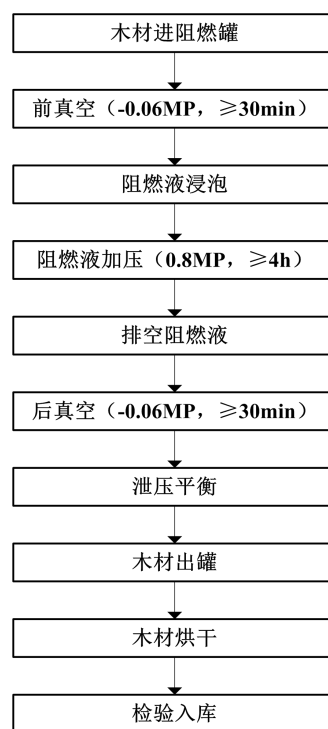 木材进阻燃罐
前真空（-0.06MP，≥30min）
阻燃液浸泡
阻燃液加压（0.8MP，≥4h）
排空阻燃液
后真空（-0.06MP，≥30min）
泄压平衡
木材出罐
木材烘干
检验入库